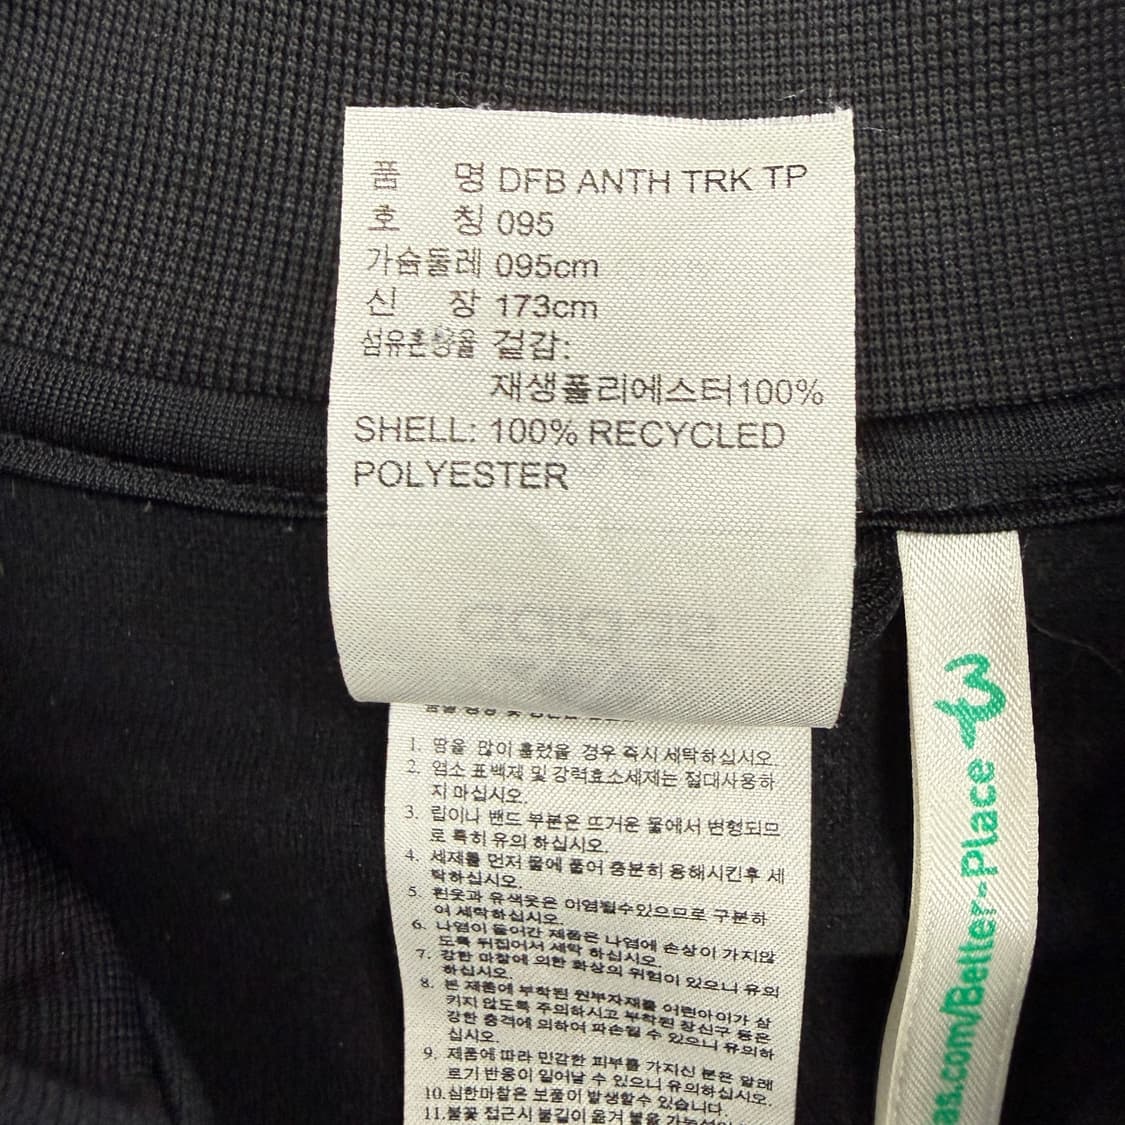 품 명 DFB ANTH TRK TP
호 칭 095
가슴둘레 095cm
신 장 173cm
섬유혼용율 겉감:
재생폴리에스터100%
SHELL: 100% RECYCLED
POLYESTER
1. 땀을 많이 흘렸을 경우 즉시 세탁하십시오.
2. 염소 표백제 및 강력효소세제는 절대사용하
지 마십시오.
3. 립이나 밴드 부분은 뜨거운 물에서 변형되므
로 특히 유의 하십시오.
4. 세제를 먼저 물에 풀어 충분히 용해시킨후 세
탁하십시오.
5. 흰옷과 유색옷은 이염될수있으므로 구분하
여 세탁하십시오.
6. 나염이 들어간 제품은 나염에 손상이 가지않
도록 뒤집어서 세탁 하십시오.
7. 강한 마찰에 의한 화상의 위험이 있으니 유의
하십시오.
8. 본 제품에 부착된 원부자재를 어린아이가 삼
키지 않도록 주의하시고 부착된 장신구 등은
강한 충격에 의하여 파손될 수 있으니 유의하
십시오.
9. 제품에 따라 민감한 피부를 가지신 분은 알레
르기 반응이 일어날 수 있으니 유의하십시오.
10.심한마찰은 보풀이 발생할수 있습니다.
11.불꽃 접근시 불길이 옮겨 붙을
as.com/Better-Place